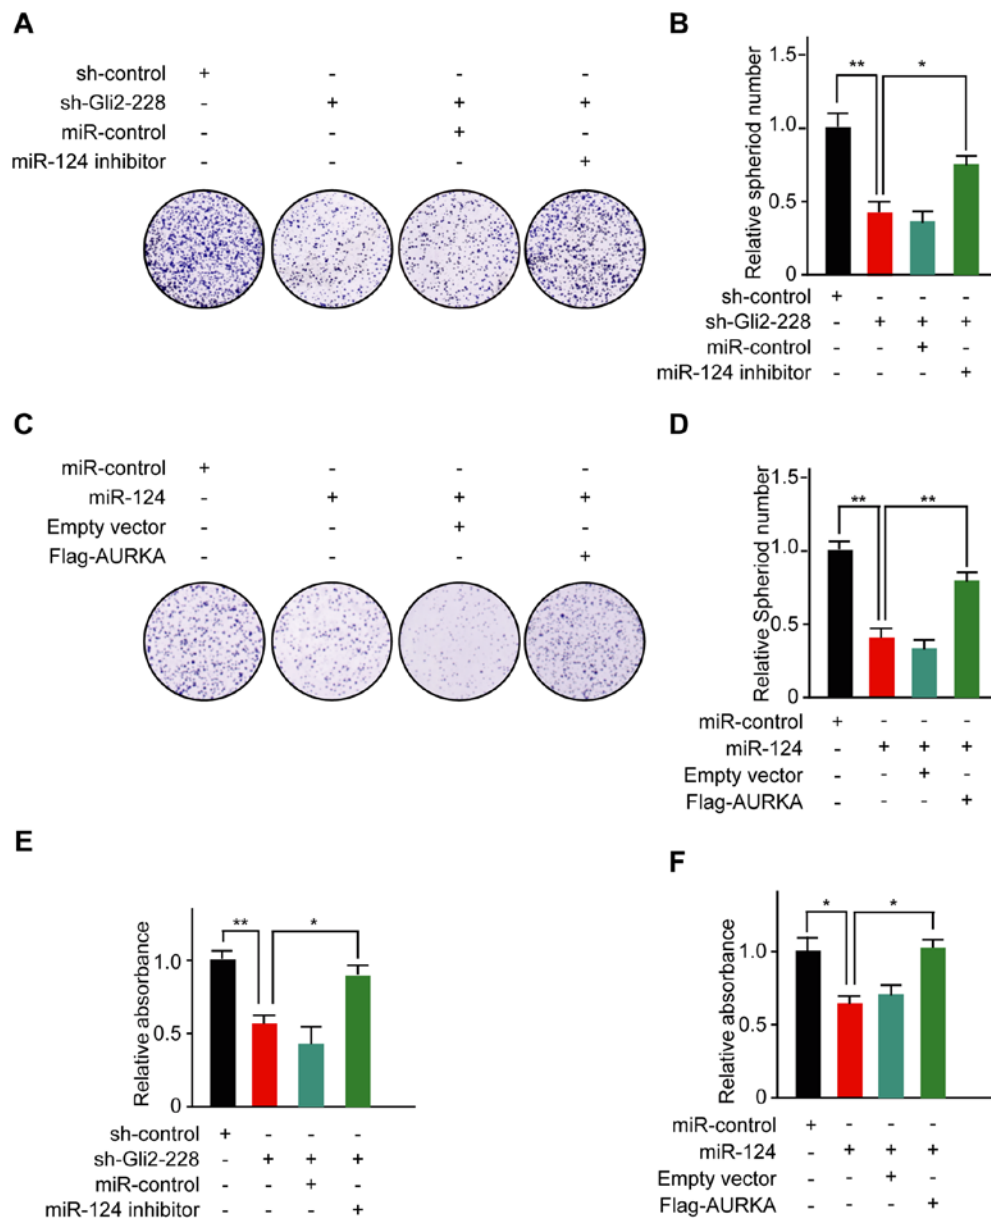 A
sh-control + - - -
sh-Gli2-228 - + + +
miR-control - - + -
miR-124 inhibitor - - - +
B
Relative spheriod number
1.5
1.0
0.5
0
** *
sh-control + - - -
sh-Gli2-228 - + + +
miR-control - - + -
miR-124 inhibitor - - - +
C
miR-control + - - -
miR-124 - + + +
Empty vector - - + -
Flag-AURKA - - - +
D
Relative Spheriod number
1.5
1.0
0.5
0
** **
miR-control + - - -
miR-124 - + + +
Empty vector - - + -
Flag-AURKA - - - +
E
Relative absorbance
1.0
0.5
0
** *
sh-control + - - -
sh-Gli2-228 - + + +
miR-control - - + -
miR-124 inhibitor - - - +
F
Relative absorbance
1.0
0.5
0
* *
miR-control + - - -
miR-124 - + + +
Empty vector - - + -
Flag-AURKA - - - +